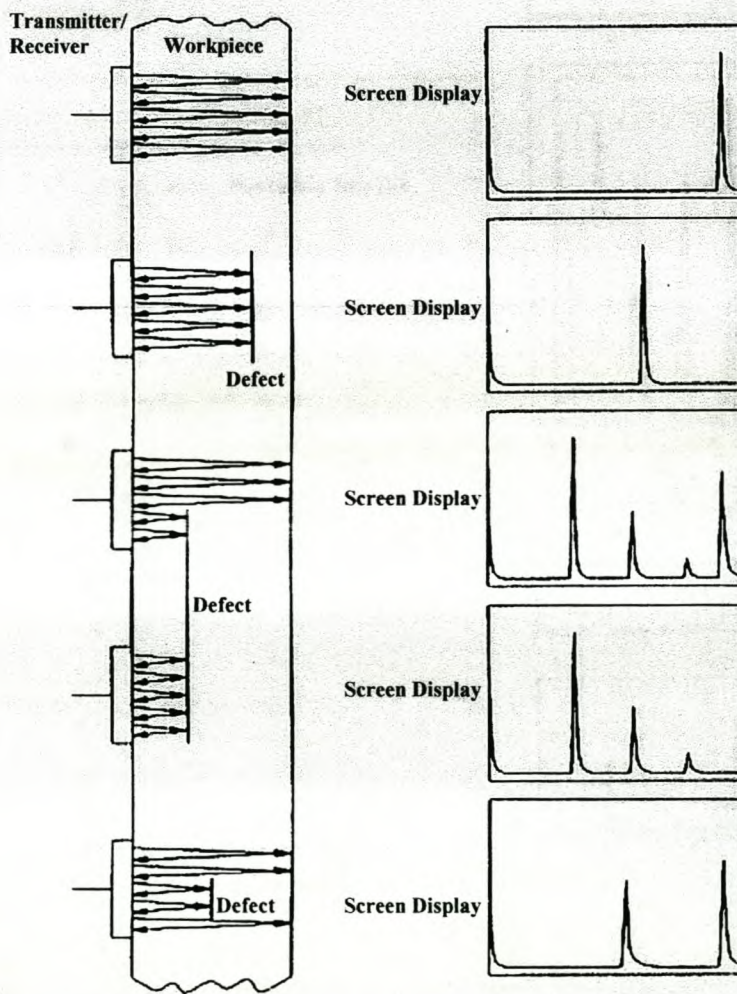 Transmitter/
Receiver
Workpiece
Screen Display
Screen Display
Defect
Screen Display
Defect
Screen Display
Defect
Screen Display